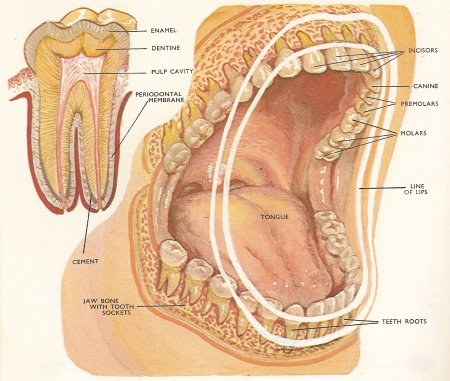 ENAMEL
DENTINE
PULP CAVITY
PERIODONTAL
MEMBRANE
CEMENT
INCISORS
CANINE
PREMOLARS
MOLARS
LINE
OF LIPS
TONGUE
JAW BONE
WITH TOOTH
SOCKETS
TEETH ROOTS